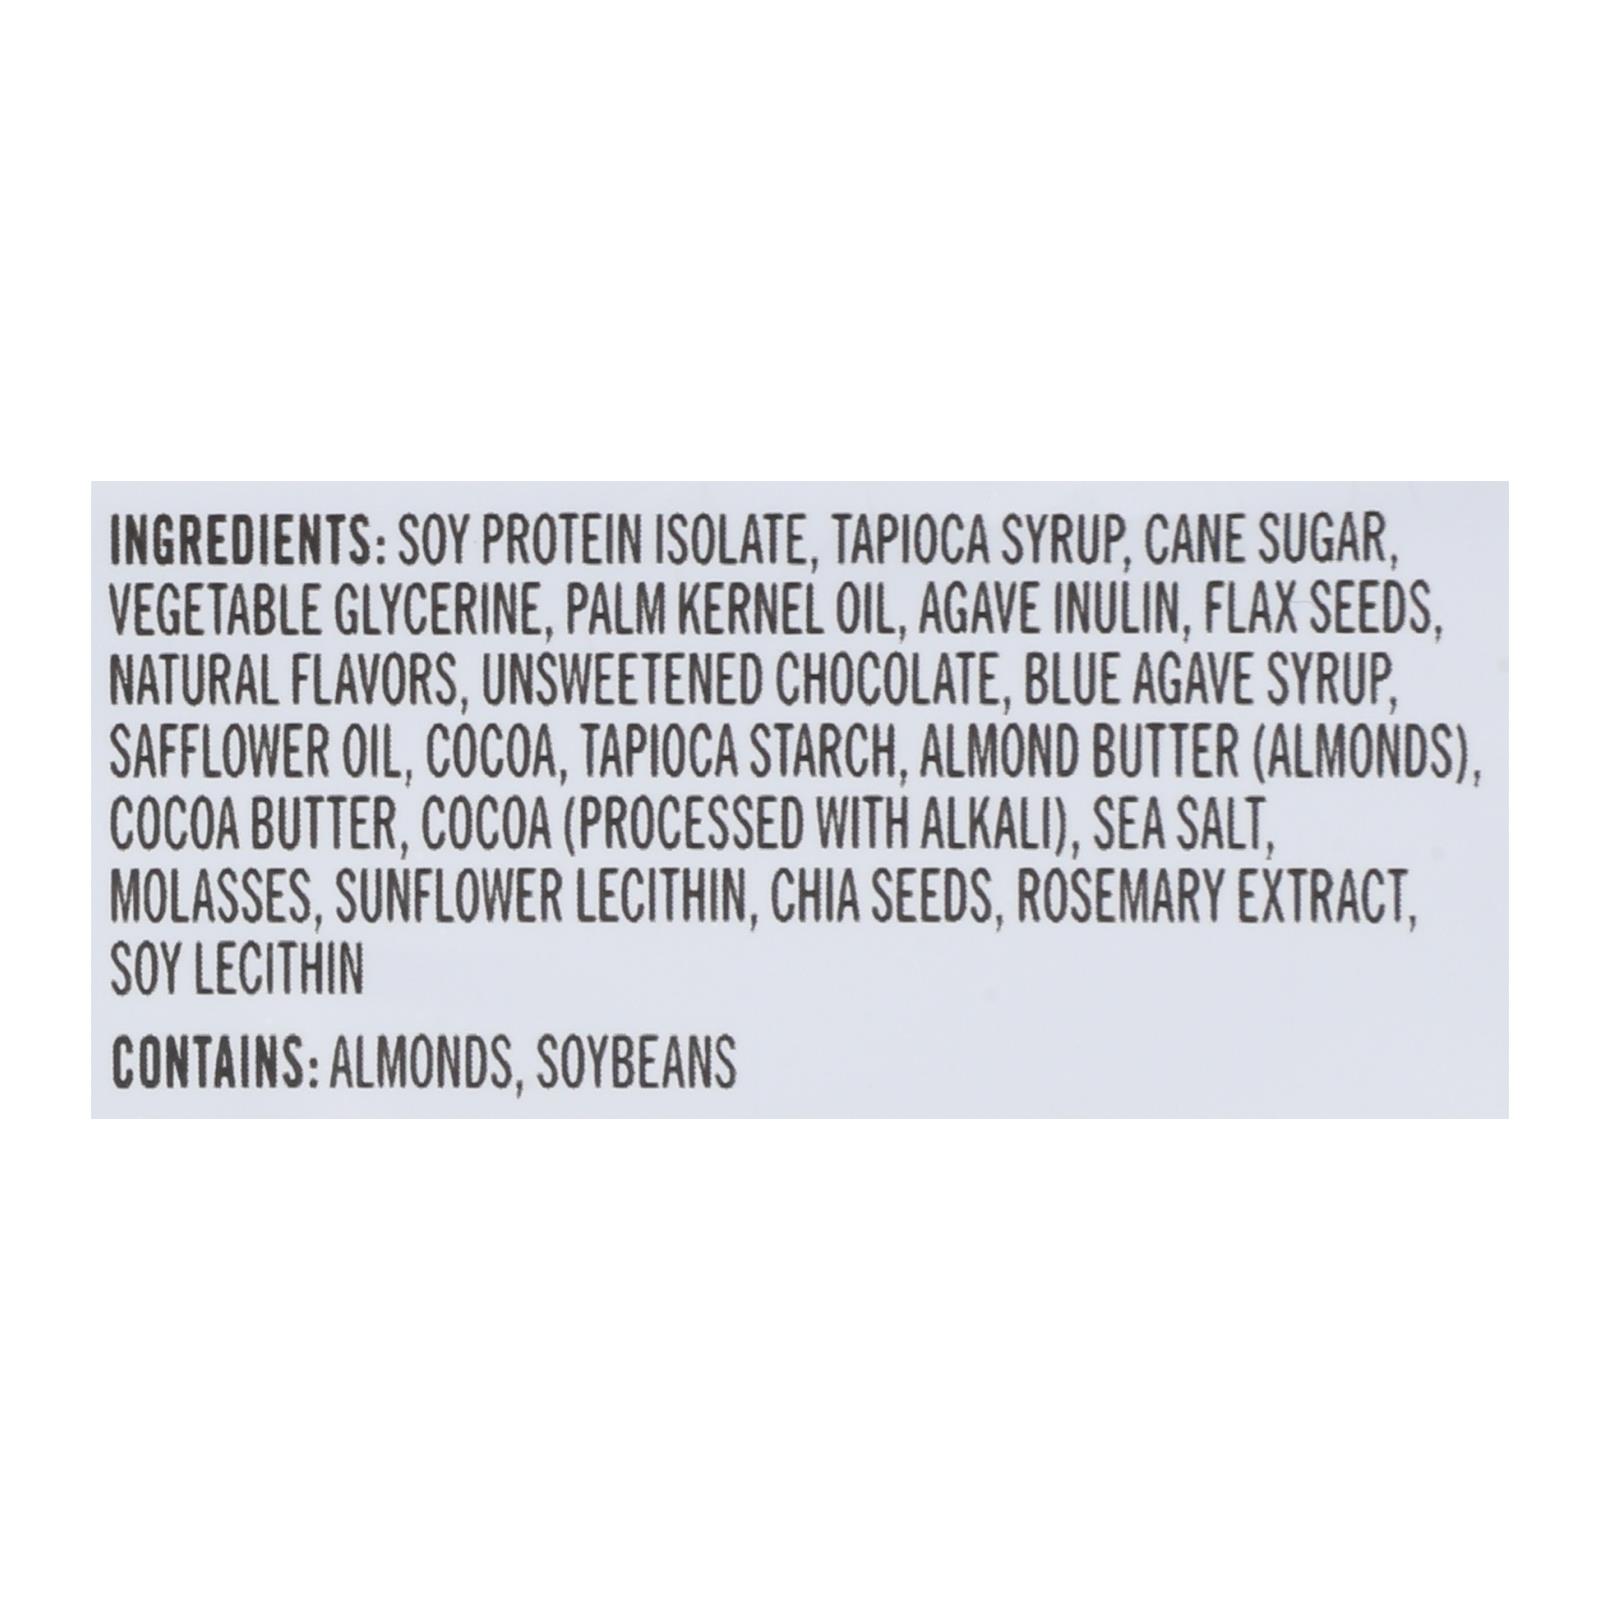 INGREDIENTS: SOY PROTEIN ISOLATE, TAPIOCA SYRUP, CANE SUGAR,
VEGETABLE GLYCERINE, PALM KERNEL OIL, AGAVE INULIN, FLAX SEEDS,
NATURAL FLAVORS, UNSWEETENED CHOCOLATE, BLUE AGAVE SYRUP,
SAFFLOWER OIL, COCOA, TAPIOCA STARCH, ALMOND BUTTER (ALMONDS),
COCOA BUTTER, COCOA (PROCESSED WITH ALKALI), SEA SALT,
MOLASSES, SUNFLOWER LECITHIN, CHIA SEEDS, ROSEMARY EXTRACT,
SOY LECITHIN
CONTAINS: ALMONDS, SOYBEANS